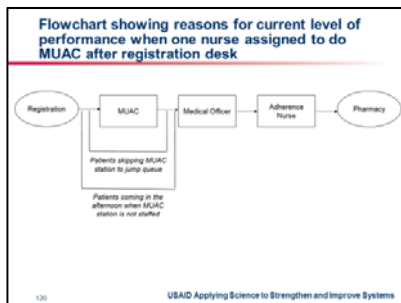 Flowchart showing reasons for current level of
performance when one nurse assigned to do
MUAC after registration desk
Registration
MUAC
Medical Officer
Adherence
Nurse
Pharmacy
Patients skipping MUAC
station to jump queue
Patients coming in the
afternoon when MUAC
station is not staffed
120
USAID Applying Science to Strengthen and Improve Systems